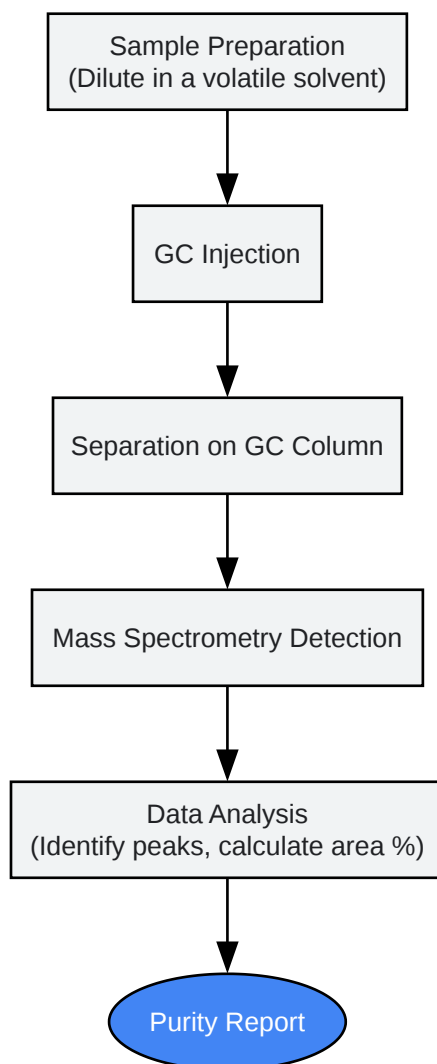 Sample Preparation
(Dilute in a volatile solvent)
GC Injection
Separation on GC Column
Mass Spectrometry Detection
Data Analysis
(Identify peaks, calculate area %)
Purity Report